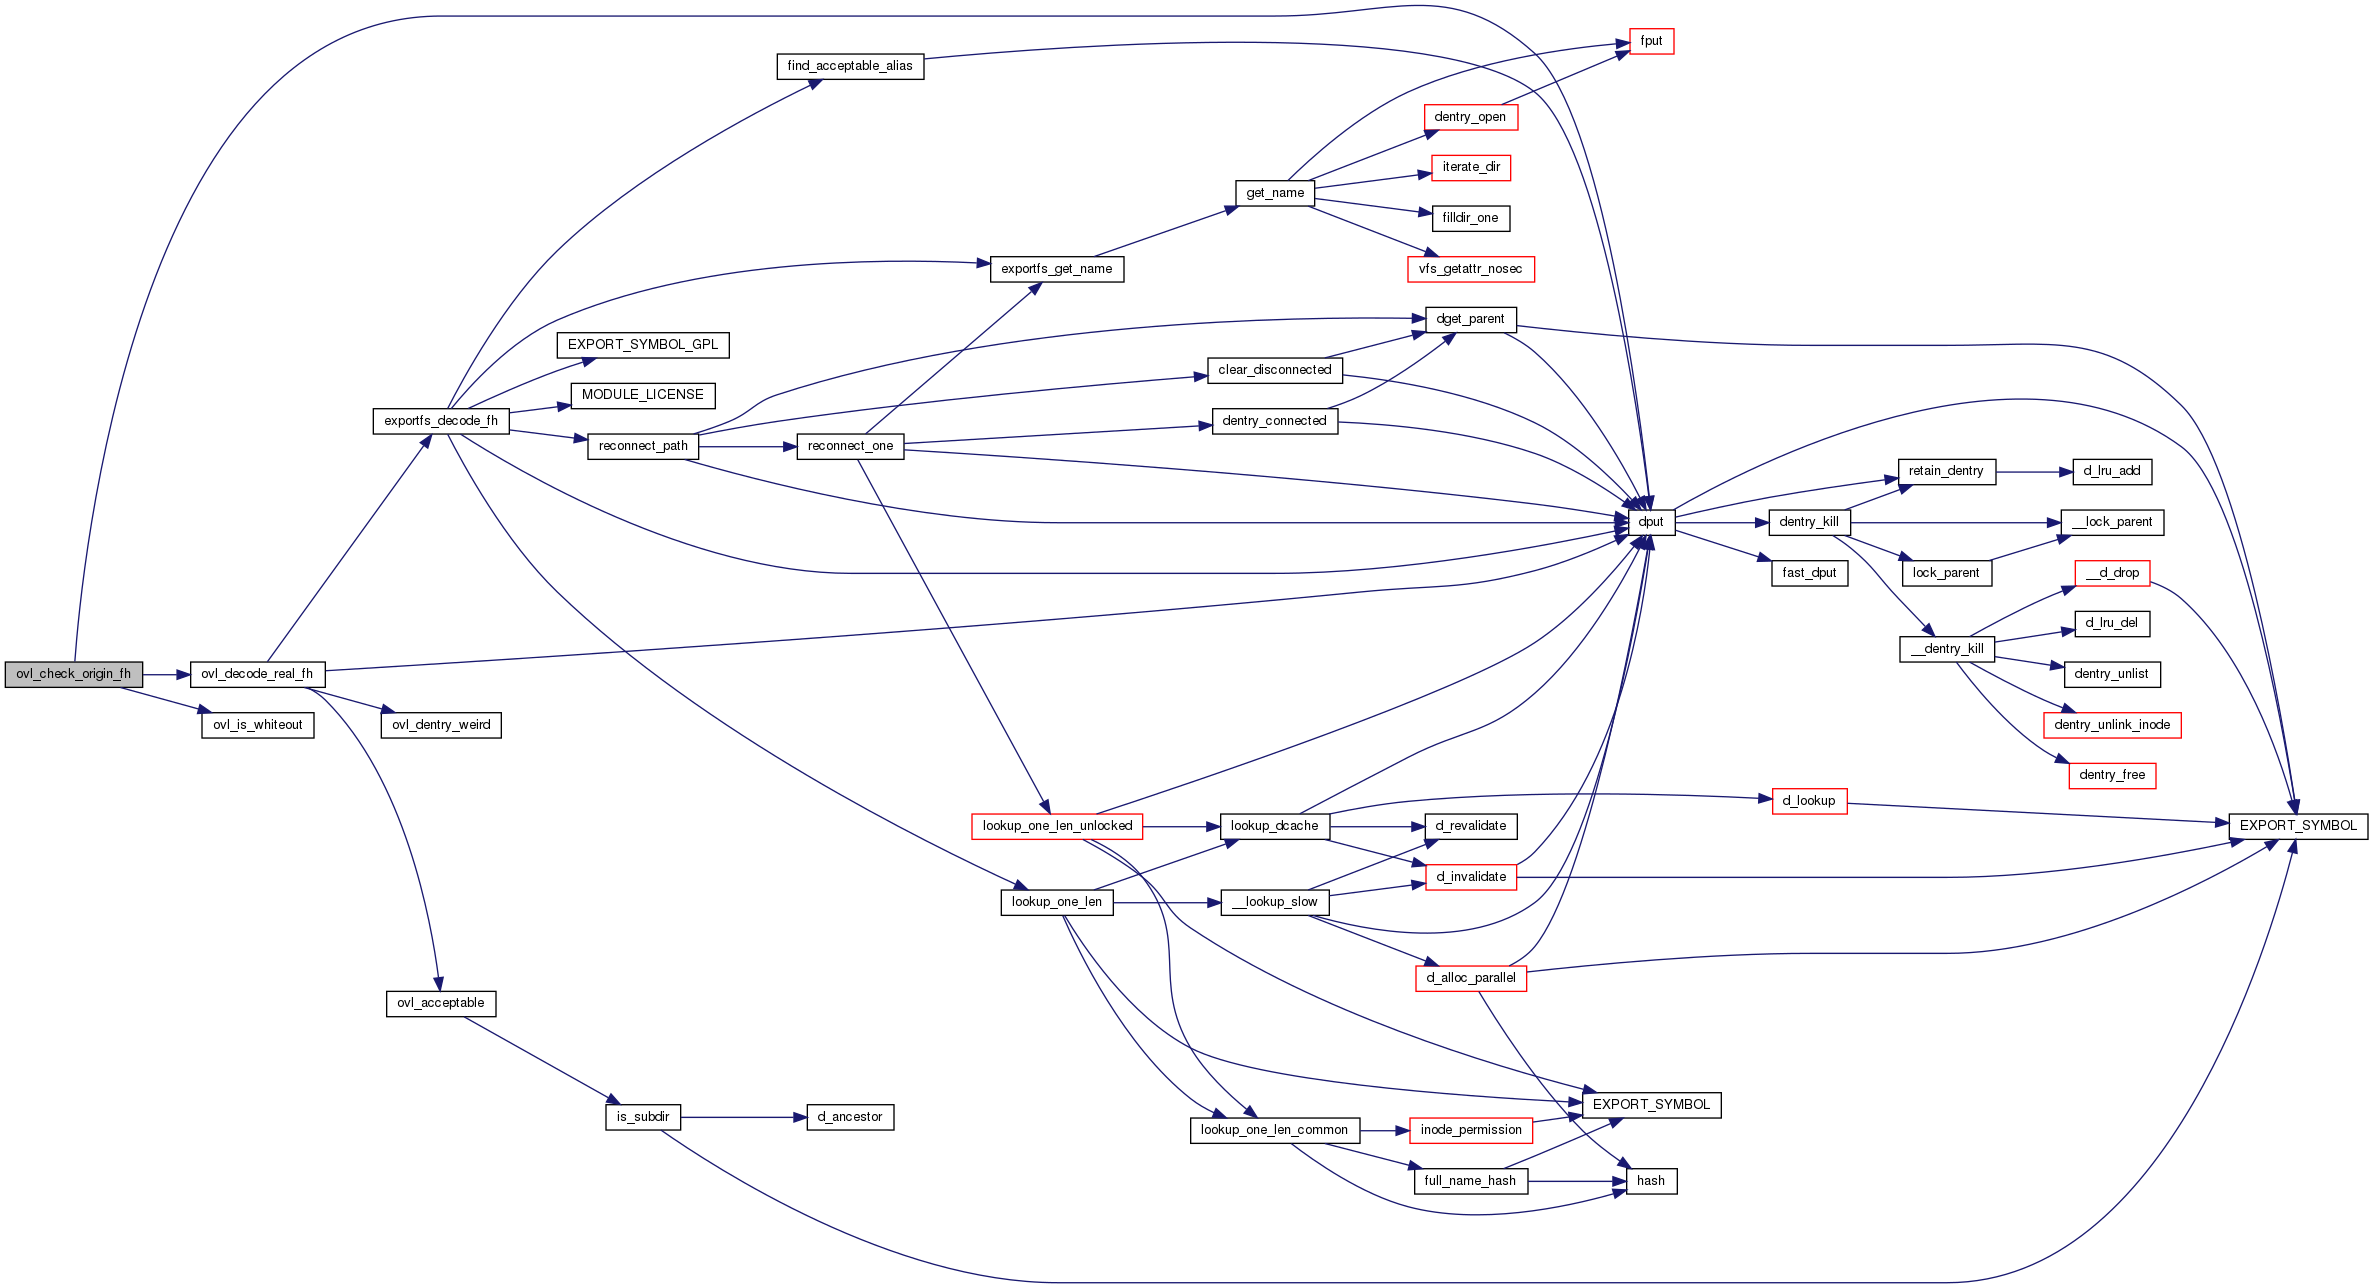 fput
find_acceptable_alias
dentry_open
iterate_dir
get_name
filldir_one
exportfs_get_name
vfs_getattr_nosec
dget_parent
EXPORT_SYMBOL_GPL
clear_disconnected
MODULE_LICENSE
exportfs_decode_fh
dentry_connected
reconnect_path
reconnect_one
retain_dentry
d_lru_add
dput
dentry_kill
__lock_parent
fast_dput
lock_parent
__d_drop
d_lru_del
__dentry_kill
ovl_check_origin_fh
ovl_decode_real_fh
dentry_unlist
ovl_is_whiteout
ovl_dentry_weird
dentry_unlink_inode
dentry_free
d_lookup
lookup_one_len_unlocked
lookup_dcache
d_revalidate
EXPORT_SYMBOL
d_invalidate
lookup_one_len
__lookup_slow
d_alloc_parallel
ovl_acceptable
EXPORT_SYMBOL
is_subdir
d_ancestor
lookup_one_len_common
inode_permission
full_name_hash
hash